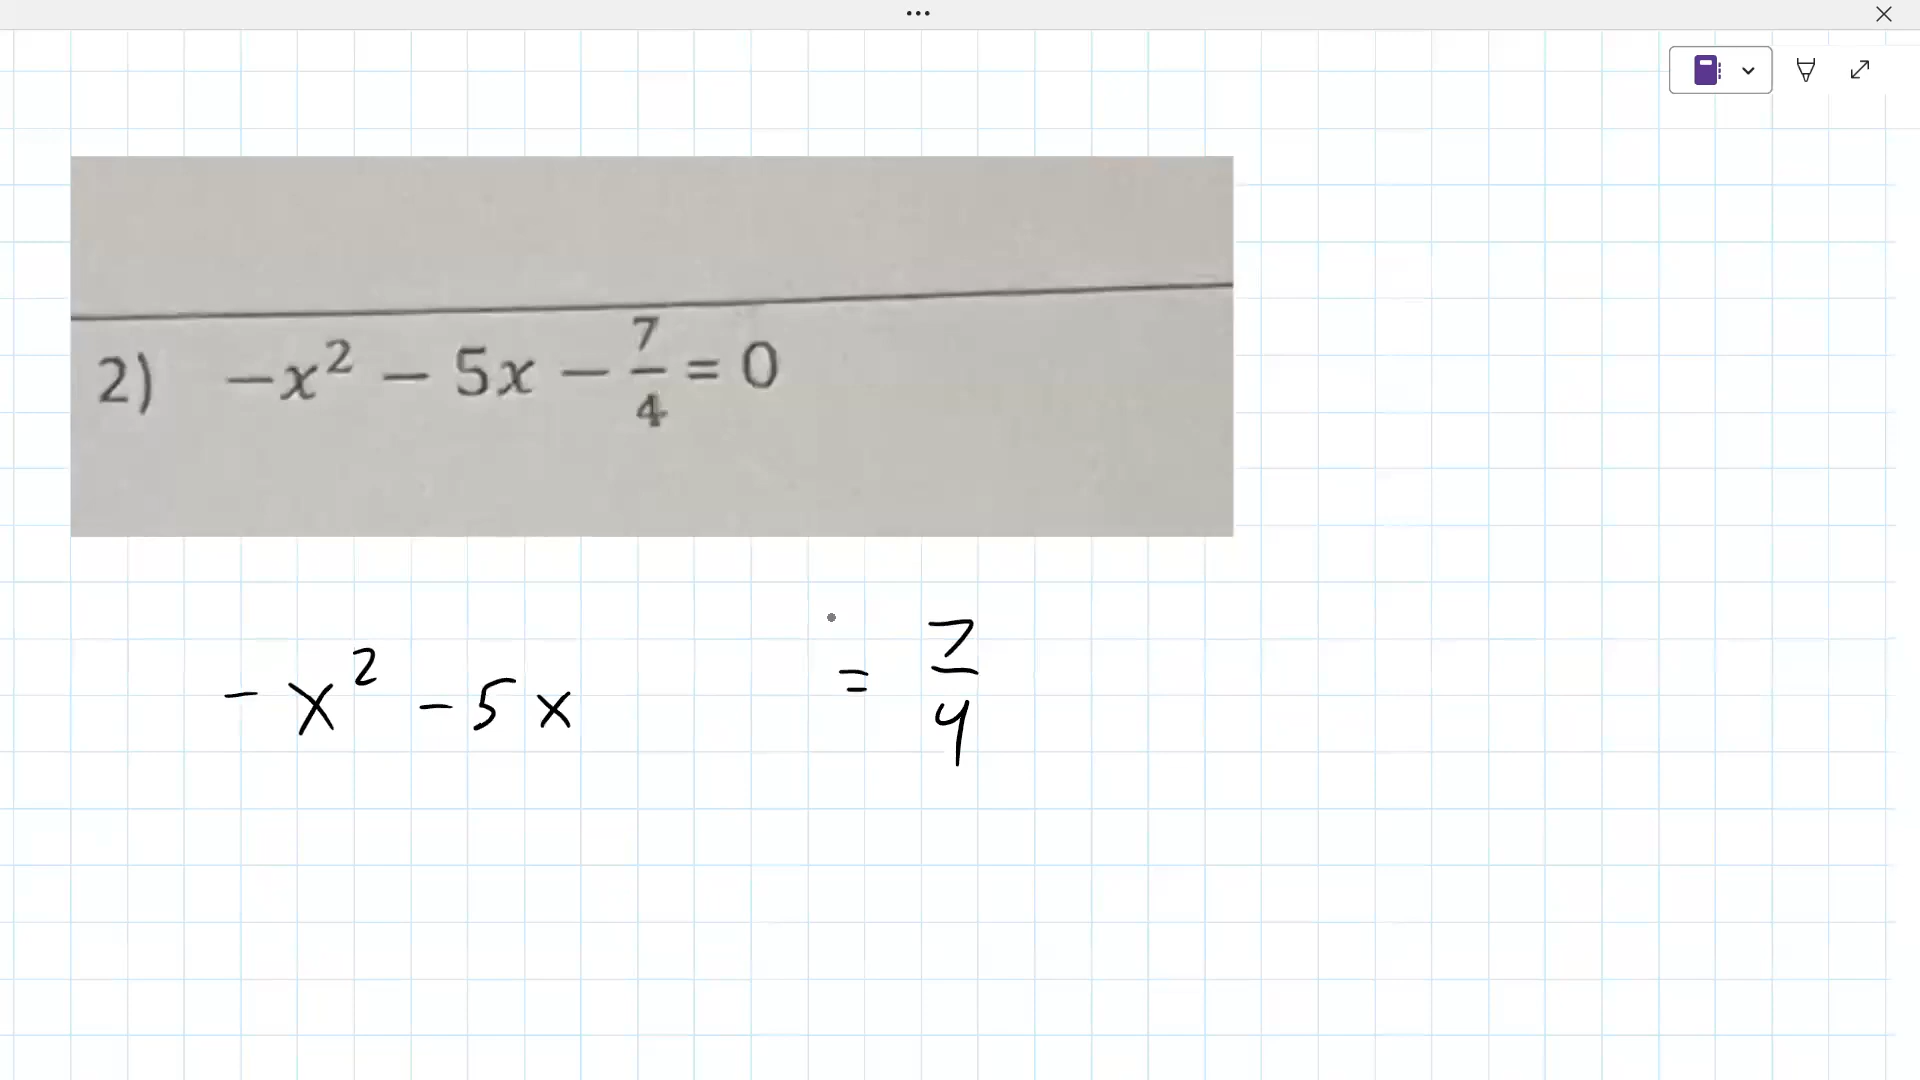 2) −x² − 5x − 7/4 = 0
− x² − 5x = 7/4